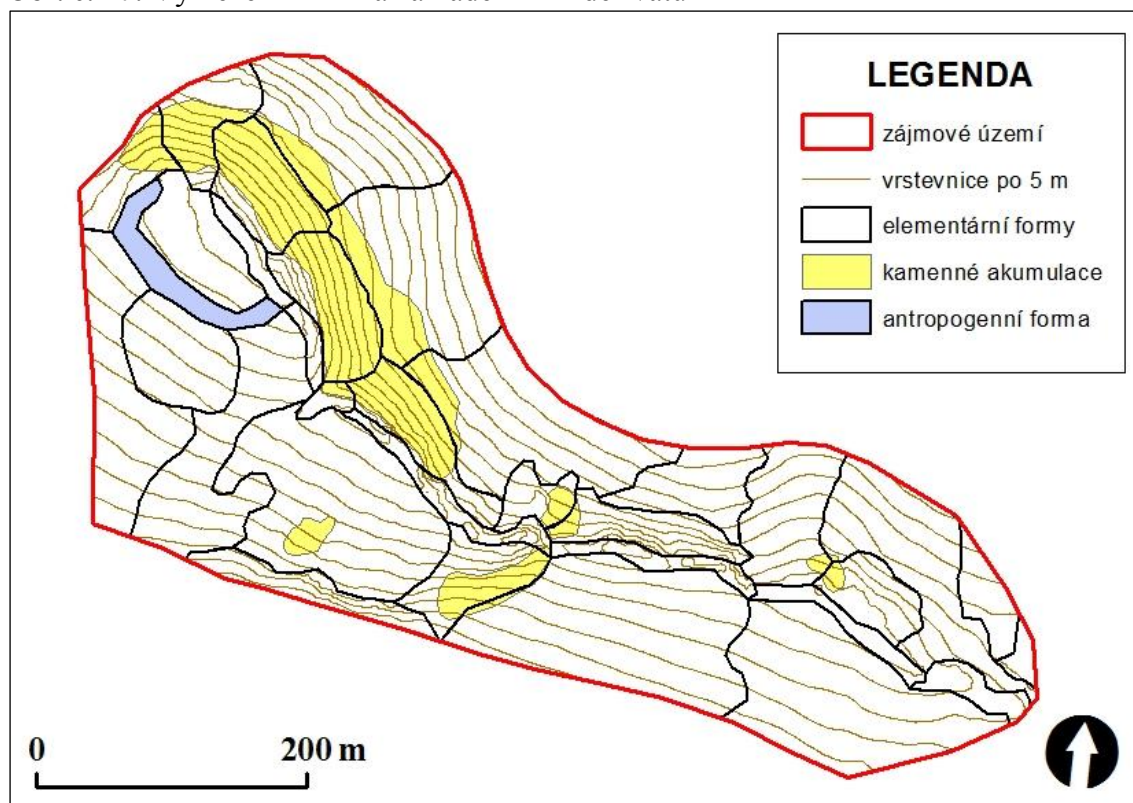 LEGENDA
zájmové území
vrstevnice po 5 m
elementární formy
kamenné akumulace
antropogenní forma
0 200 m